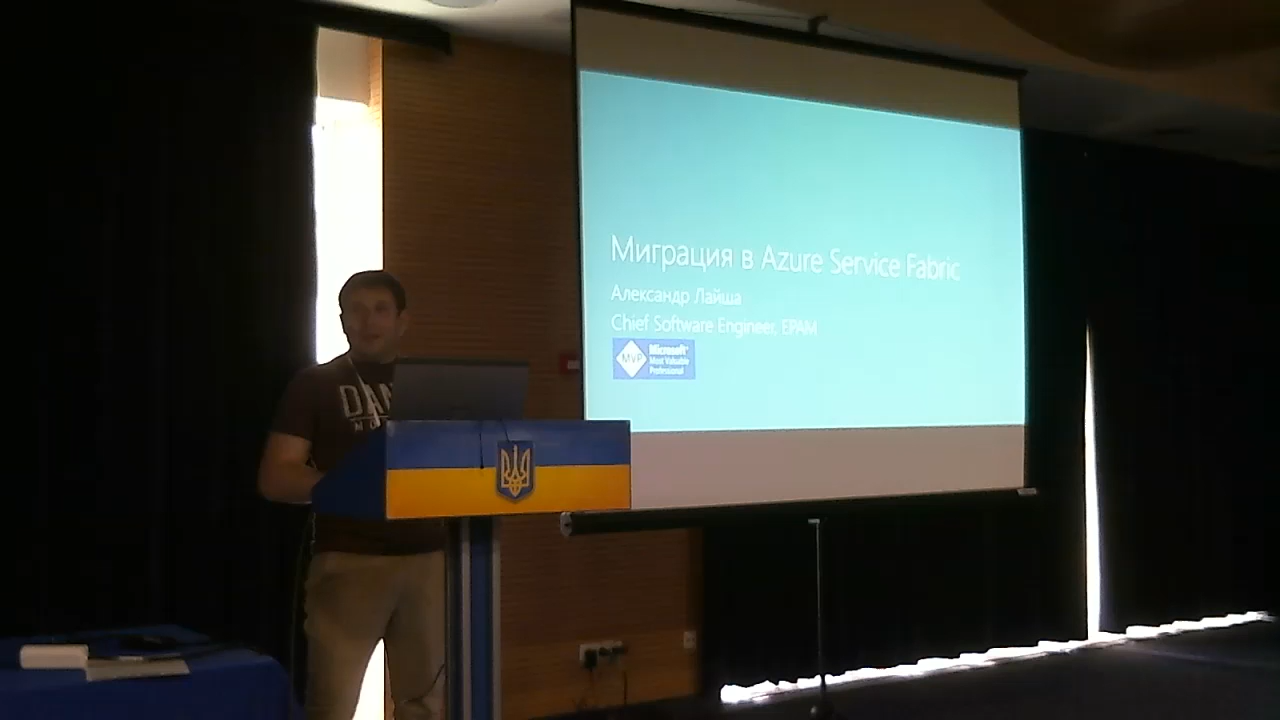 Миграция в Azure Service Fabric
Александр Лайша
Chief Software Engineer, EPAM
MVP
Microsoft®
Most Valuable
Professional